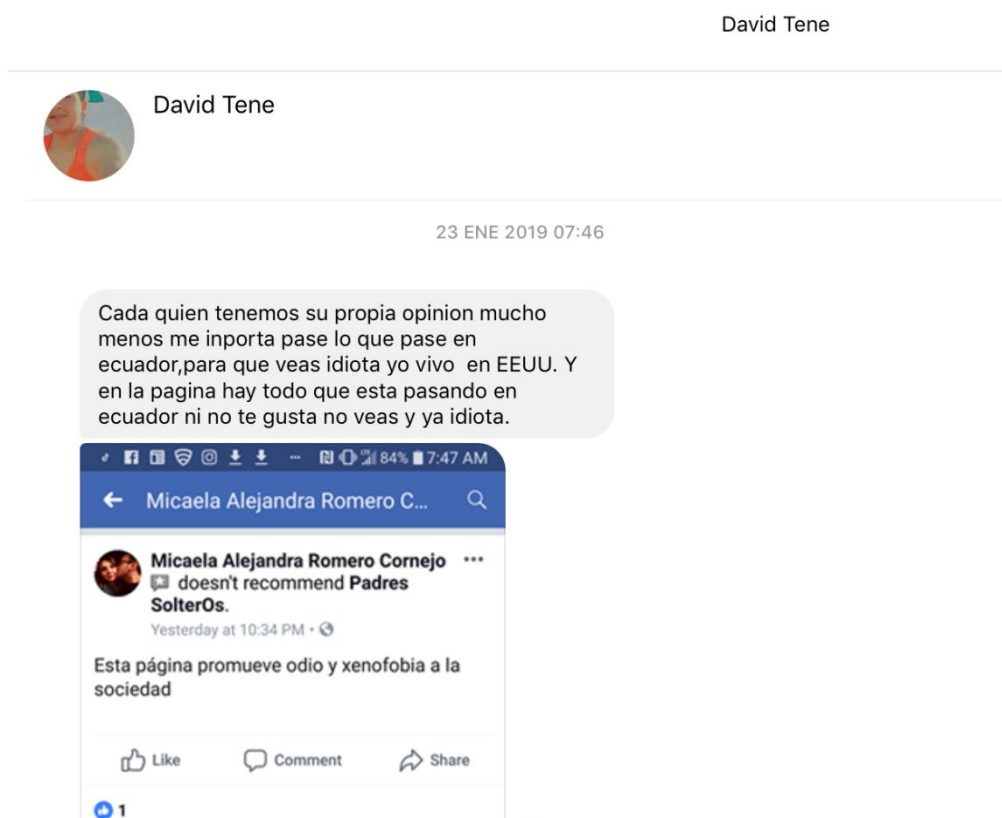 David Tene
David Tene
23 ENE 2019 07:46
Cada quien tenemos su propia opinion mucho
menos me inporta pase lo que pase en
ecuador,para que veas idiota yo vivo  en EEUU. Y
en la pagina hay todo que esta pasando en
ecuador ni no te gusta no veas y ya idiota.
84% 7:47 AM
Micaela Alejandra Romero C...
Micaela Alejandra Romero Cornejo
doesn't recommend Padres
SolterOs.
Yesterday at 10:34 PM •
Esta página promueve odio y xenofobia a la
sociedad
Like Comment Share
1